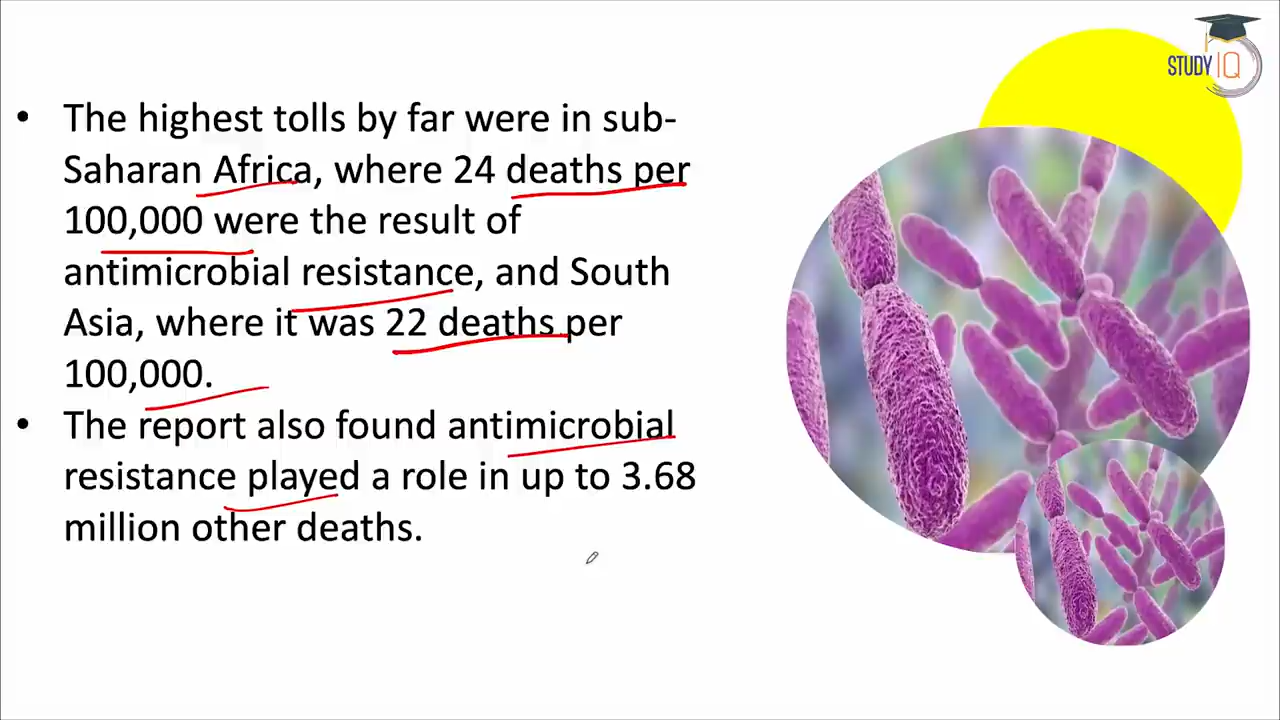 STUDY IQ
• The highest tolls by far were in sub-
Saharan Africa, where 24 deaths per
100,000 were the result of
antimicrobial resistance, and South
Asia, where it was 22 deaths per
100,000.
• The report also found antimicrobial
resistance played a role in up to 3.68
million other deaths.